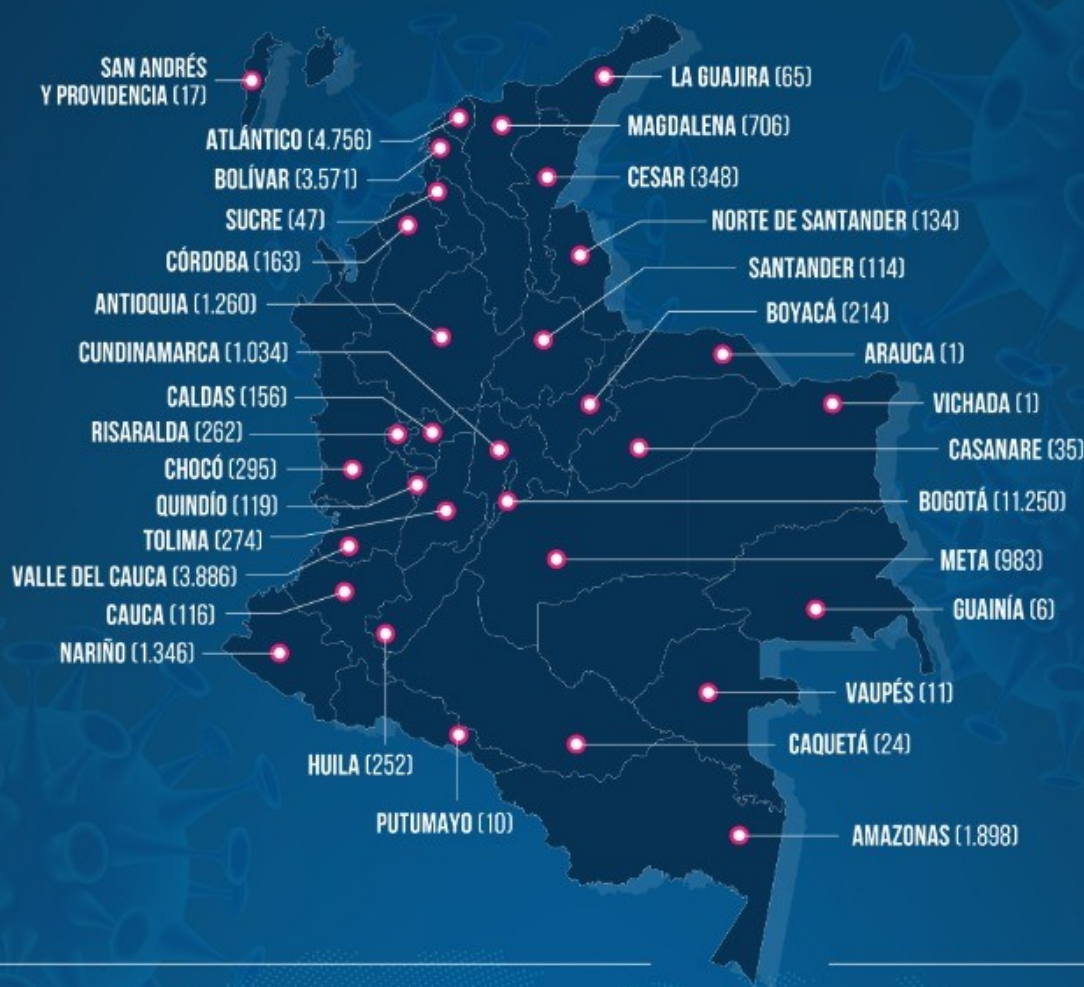 SAN ANDRÉS
Y PROVIDENCIA (17)
ATLÁNTICO (4.756)
BOLÍVAR (3.571)
SUCRE (47)
CÓRDOBA (163)
ANTIOQUIA (1.260)
CUNDINAMARCA (1.034)
CALDAS (156)
RISARALDA (262)
CHOCÓ (295)
QUINDÍO (119)
TOLIMA (274)
VALLE DEL CAUCA (3.886)
CAUCA (116)
NARIÑO (1.346)
HUILA (252)
PUTUMAYO (10)
LA GUAJIRA (65)
MAGDALENA (706)
CESAR (348)
NORTE DE SANTANDER (134)
SANTANDER (114)
BOYACÁ (214)
ARAUCA (1)
VICHADA (1)
CASANARE (35)
BOGOTÁ (11.250)
META (983)
GUAINÍA (6)
VAUPÉS (11)
CAQUETÁ (24)
AMAZONAS (1.898)